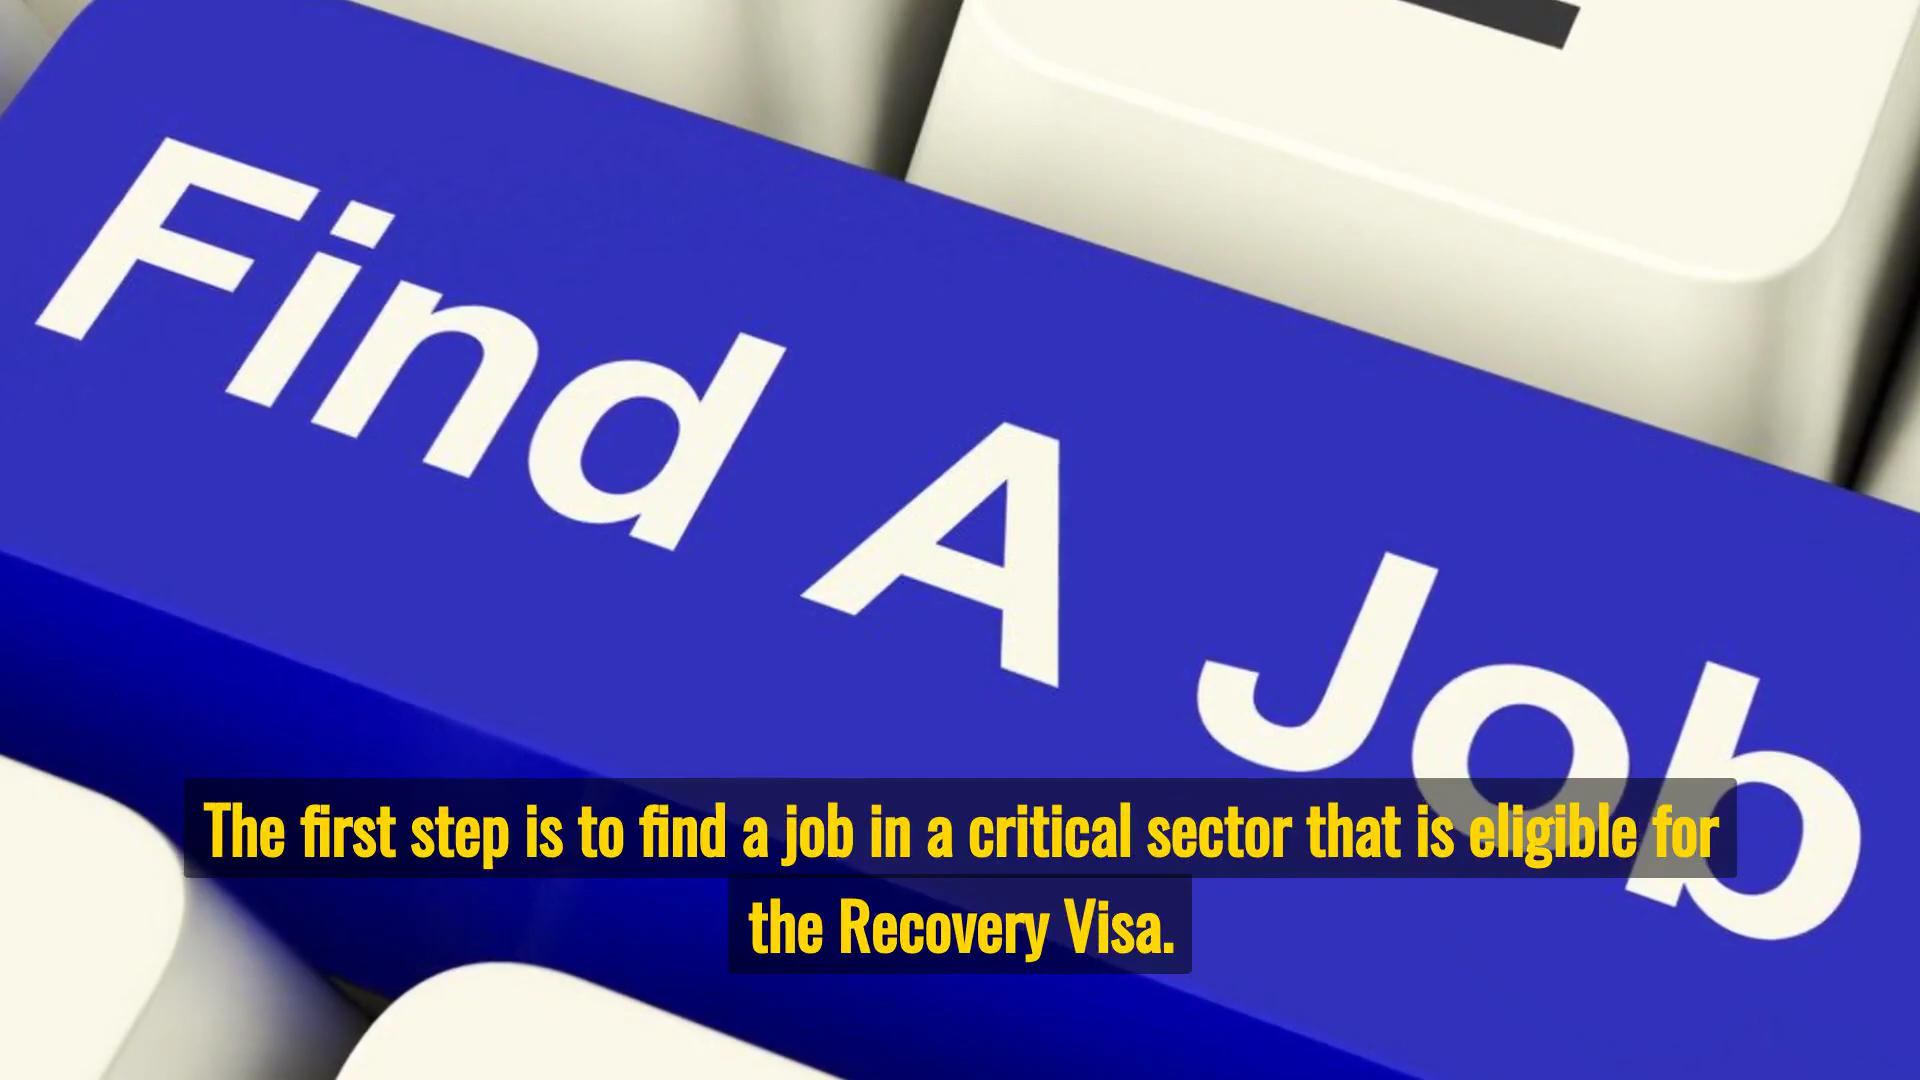 Find A Job
The first step is to find a job in a critical sector that is eligible for
the Recovery Visa.